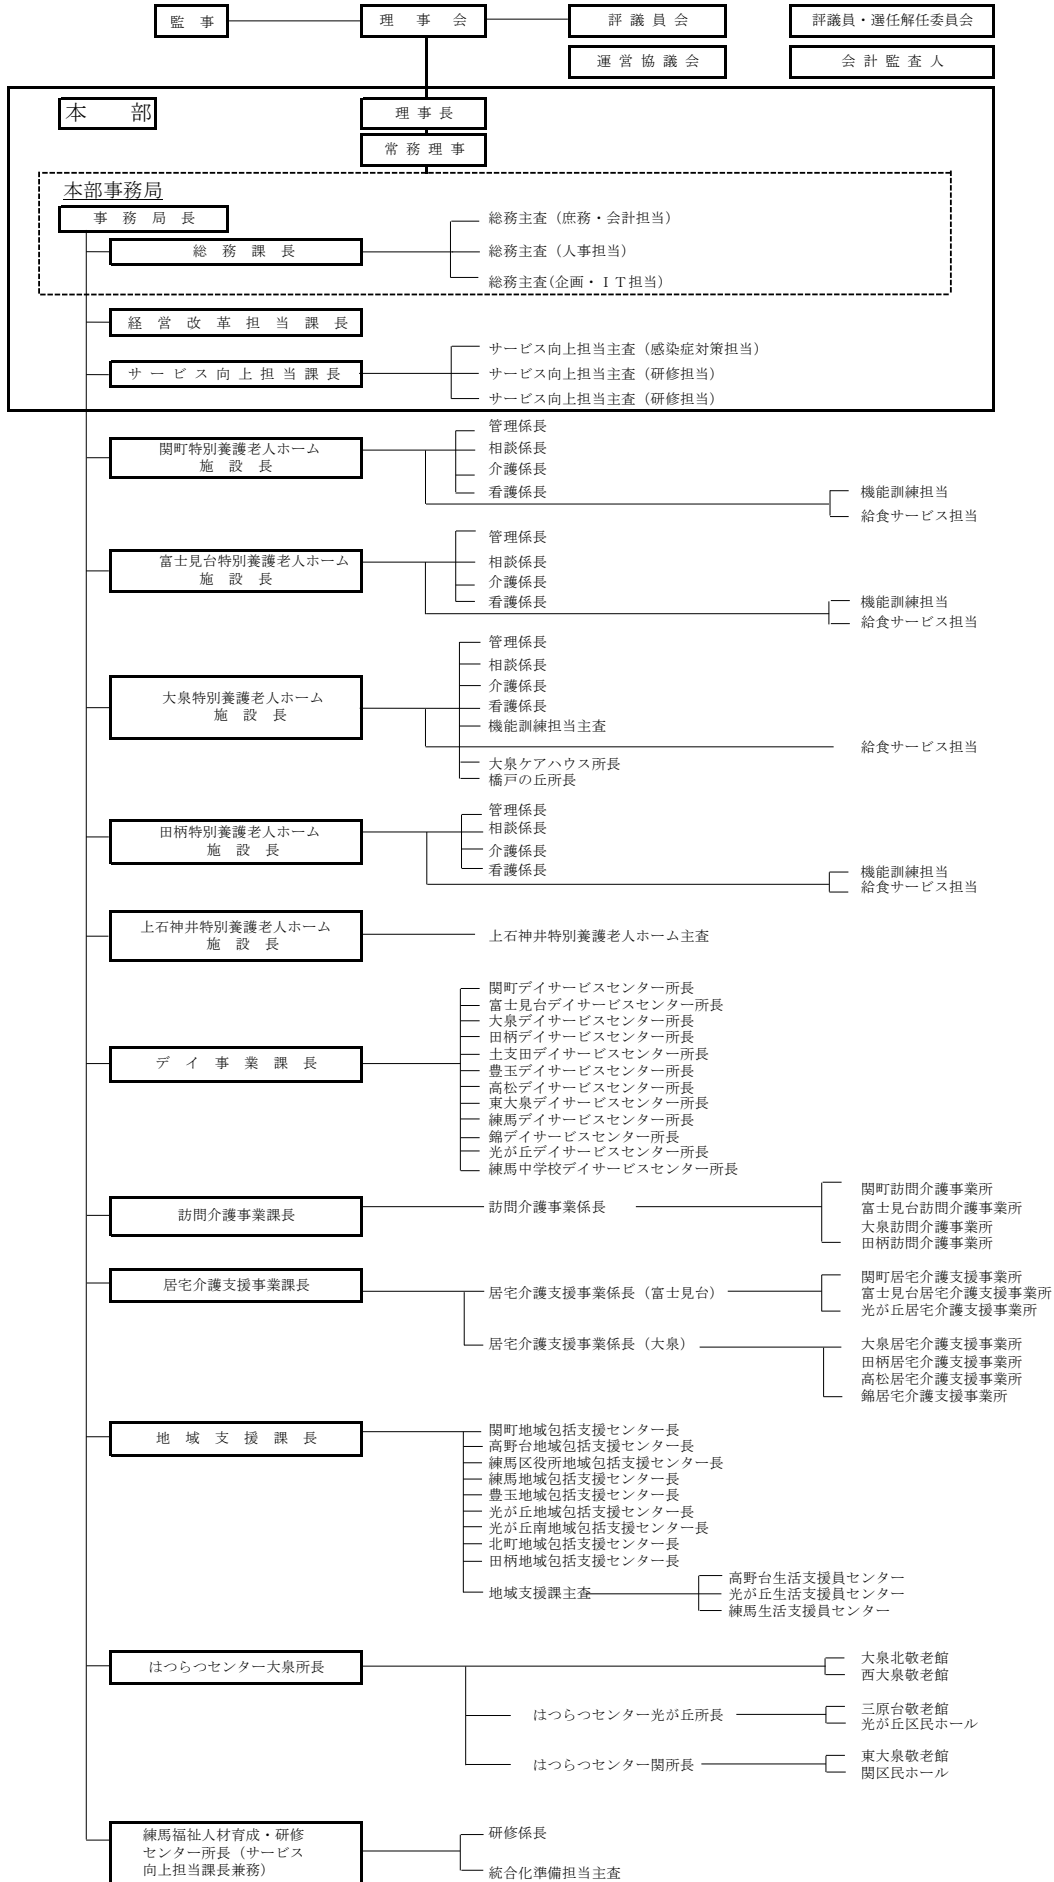 監　事
理　事　会
評 議 員 会
評議員・選任解任委員会
運 営 協 議 会
会 計 監 査 人
本　　部
理 事 長
常 務 理 事
本部事務局
事　務　局　長
総　務　課　長
総務主査（庶務・会計担当）
総務主査（人事担当）
総務主査(企画・ＩＴ担当)
経　営　改　革　担　当　課　長
サ ー ビ ス 向 上 担 当 課 長
サービス向上担当主査（感染症対策担当）
サービス向上担当主査（研修担当）
サービス向上担当主査（研修担当）
関町特別養護老人ホーム
施　設　長
管理係長
相談係長
介護係長
看護係長
機能訓練担当
給食サービス担当
富士見台特別養護老人ホーム
施　設　長
管理係長
相談係長
介護係長
看護係長
機能訓練担当
給食サービス担当
大泉特別養護老人ホーム
施　設　長
管理係長
相談係長
介護係長
看護係長
機能訓練担当主査
給食サービス担当
大泉ケアハウス所長
橋戸の丘所長
田柄特別養護老人ホーム
施　設　長
管理係長
相談係長
介護係長
看護係長
機能訓練担当
給食サービス担当
上石神井特別養護老人ホーム
施　設　長
上石神井特別養護老人ホーム主査
デ　イ　事　業　課　長
関町デイサービスセンター所長
富士見台デイサービスセンター所長
大泉デイサービスセンター所長
田柄デイサービスセンター所長
土支田デイサービスセンター所長
豊玉デイサービスセンター所長
高松デイサービスセンター所長
東大泉デイサービスセンター所長
練馬デイサービスセンター所長
錦デイサービスセンター所長
光が丘デイサービスセンター所長
練馬中学校デイサービスセンター所長
訪問介護事業課長
訪問介護事業係長
関町訪問介護事業所
富士見台訪問介護事業所
大泉訪問介護事業所
田柄訪問介護事業所
居宅介護支援事業課長
居宅介護支援事業係長（富士見台）
関町居宅介護支援事業所
富士見台居宅介護支援事業所
光が丘居宅介護支援事業所
居宅介護支援事業係長（大泉）
大泉居宅介護支援事業所
田柄居宅介護支援事業所
高松居宅介護支援事業所
錦居宅介護支援事業所
地　域　支　援　課　長
関町地域包括支援センター長
高野台地域包括支援センター長
練馬区役所地域包括支援センター長
練馬地域包括支援センター長
豊玉地域包括支援センター長
光が丘地域包括支援センター長
光が丘南地域包括支援センター長
北町地域包括支援センター長
田柄地域包括支援センター長
地域支援課主査
高野台生活支援員センター
光が丘生活支援員センター
練馬生活支援員センター
はつらつセンター大泉所長
大泉北敬老館
西大泉敬老館
はつらつセンター光が丘所長
三原台敬老館
光が丘区民ホール
はつらつセンター関所長
東大泉敬老館
関区民ホール
練馬福祉人材育成・研修
センター所長（サービス
向上担当課長兼務）
研修係長
統合化準備担当主査